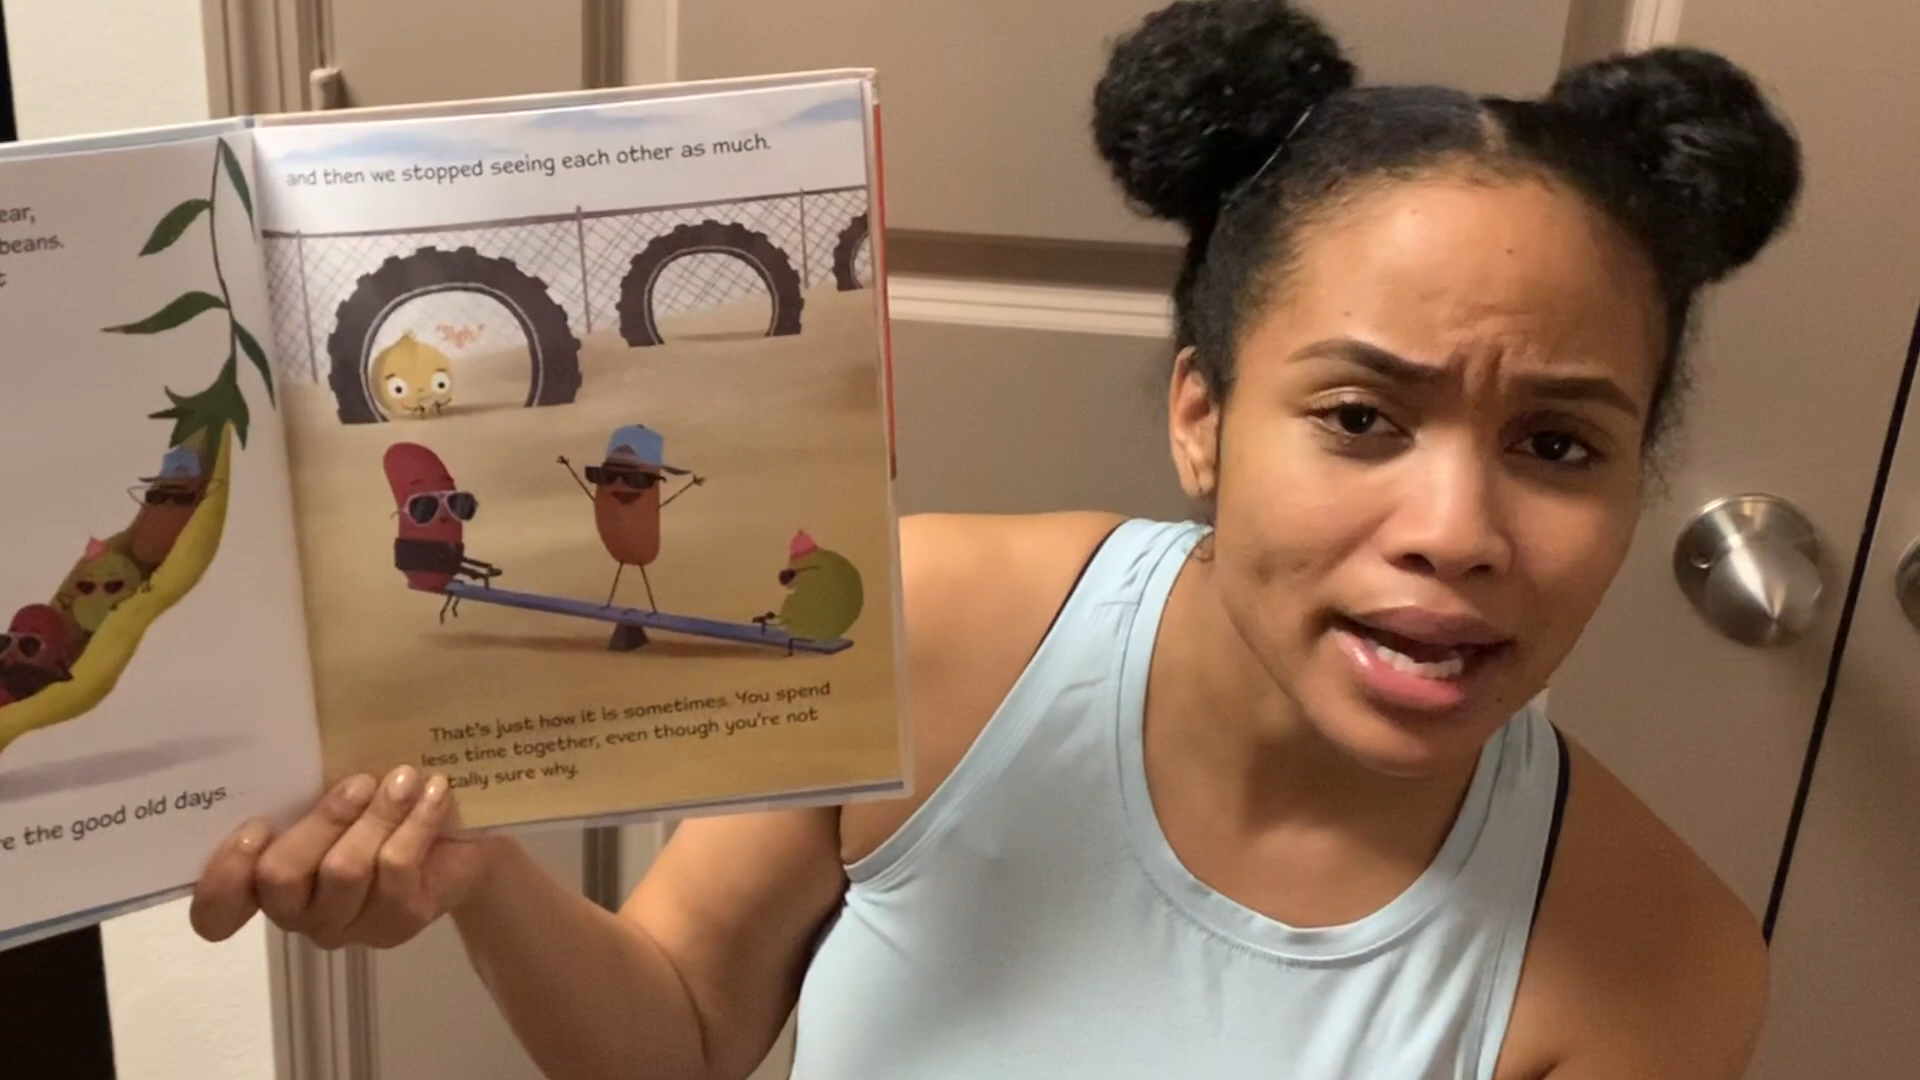 ear,
beans.
t
e the good old days...
and then we stopped seeing each other as much.
"Sigh."
That's just how it is sometimes. You spend
less time together, even though you're not
tally sure why.